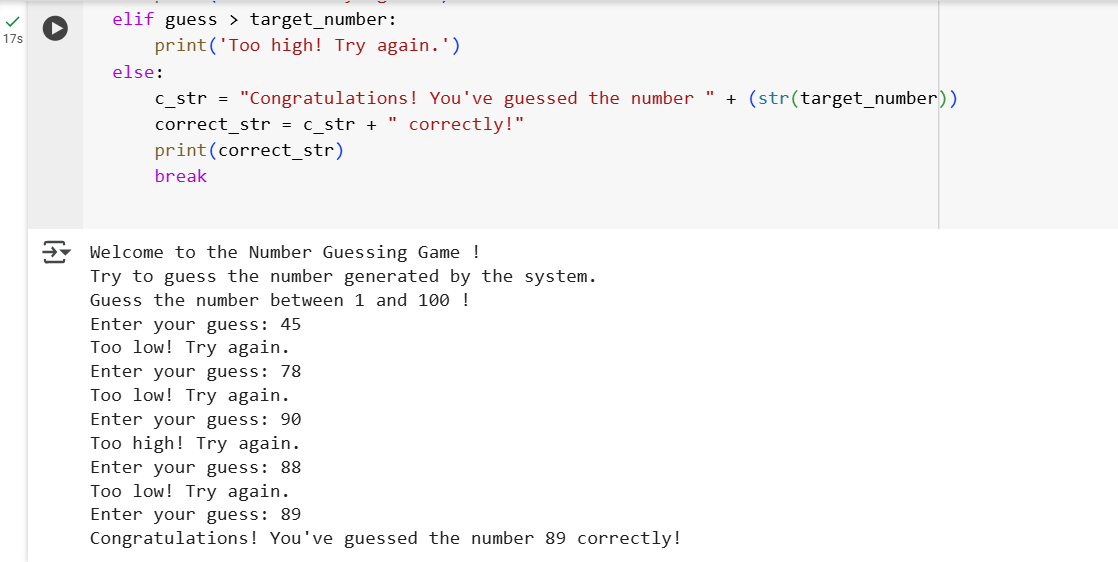 elif guess > target_number:
17s
print('Too high! Try again.')
else:
c_str = "Congratulations! You've guessed the number " + (str(target_number))
correct_str = c_str + " correctly!"
print(correct_str)
break
Welcome to the Number Guessing Game !
Try to guess the number generated by the system.
Guess the number between 1 and 100 !
Enter your guess: 45
Too low! Try again.
Enter your guess: 78
Too low! Try again.
Enter your guess: 90
Too high! Try again.
Enter your guess: 88
Too low! Try again.
Enter your guess: 89
Congratulations! You've guessed the number 89 correctly!